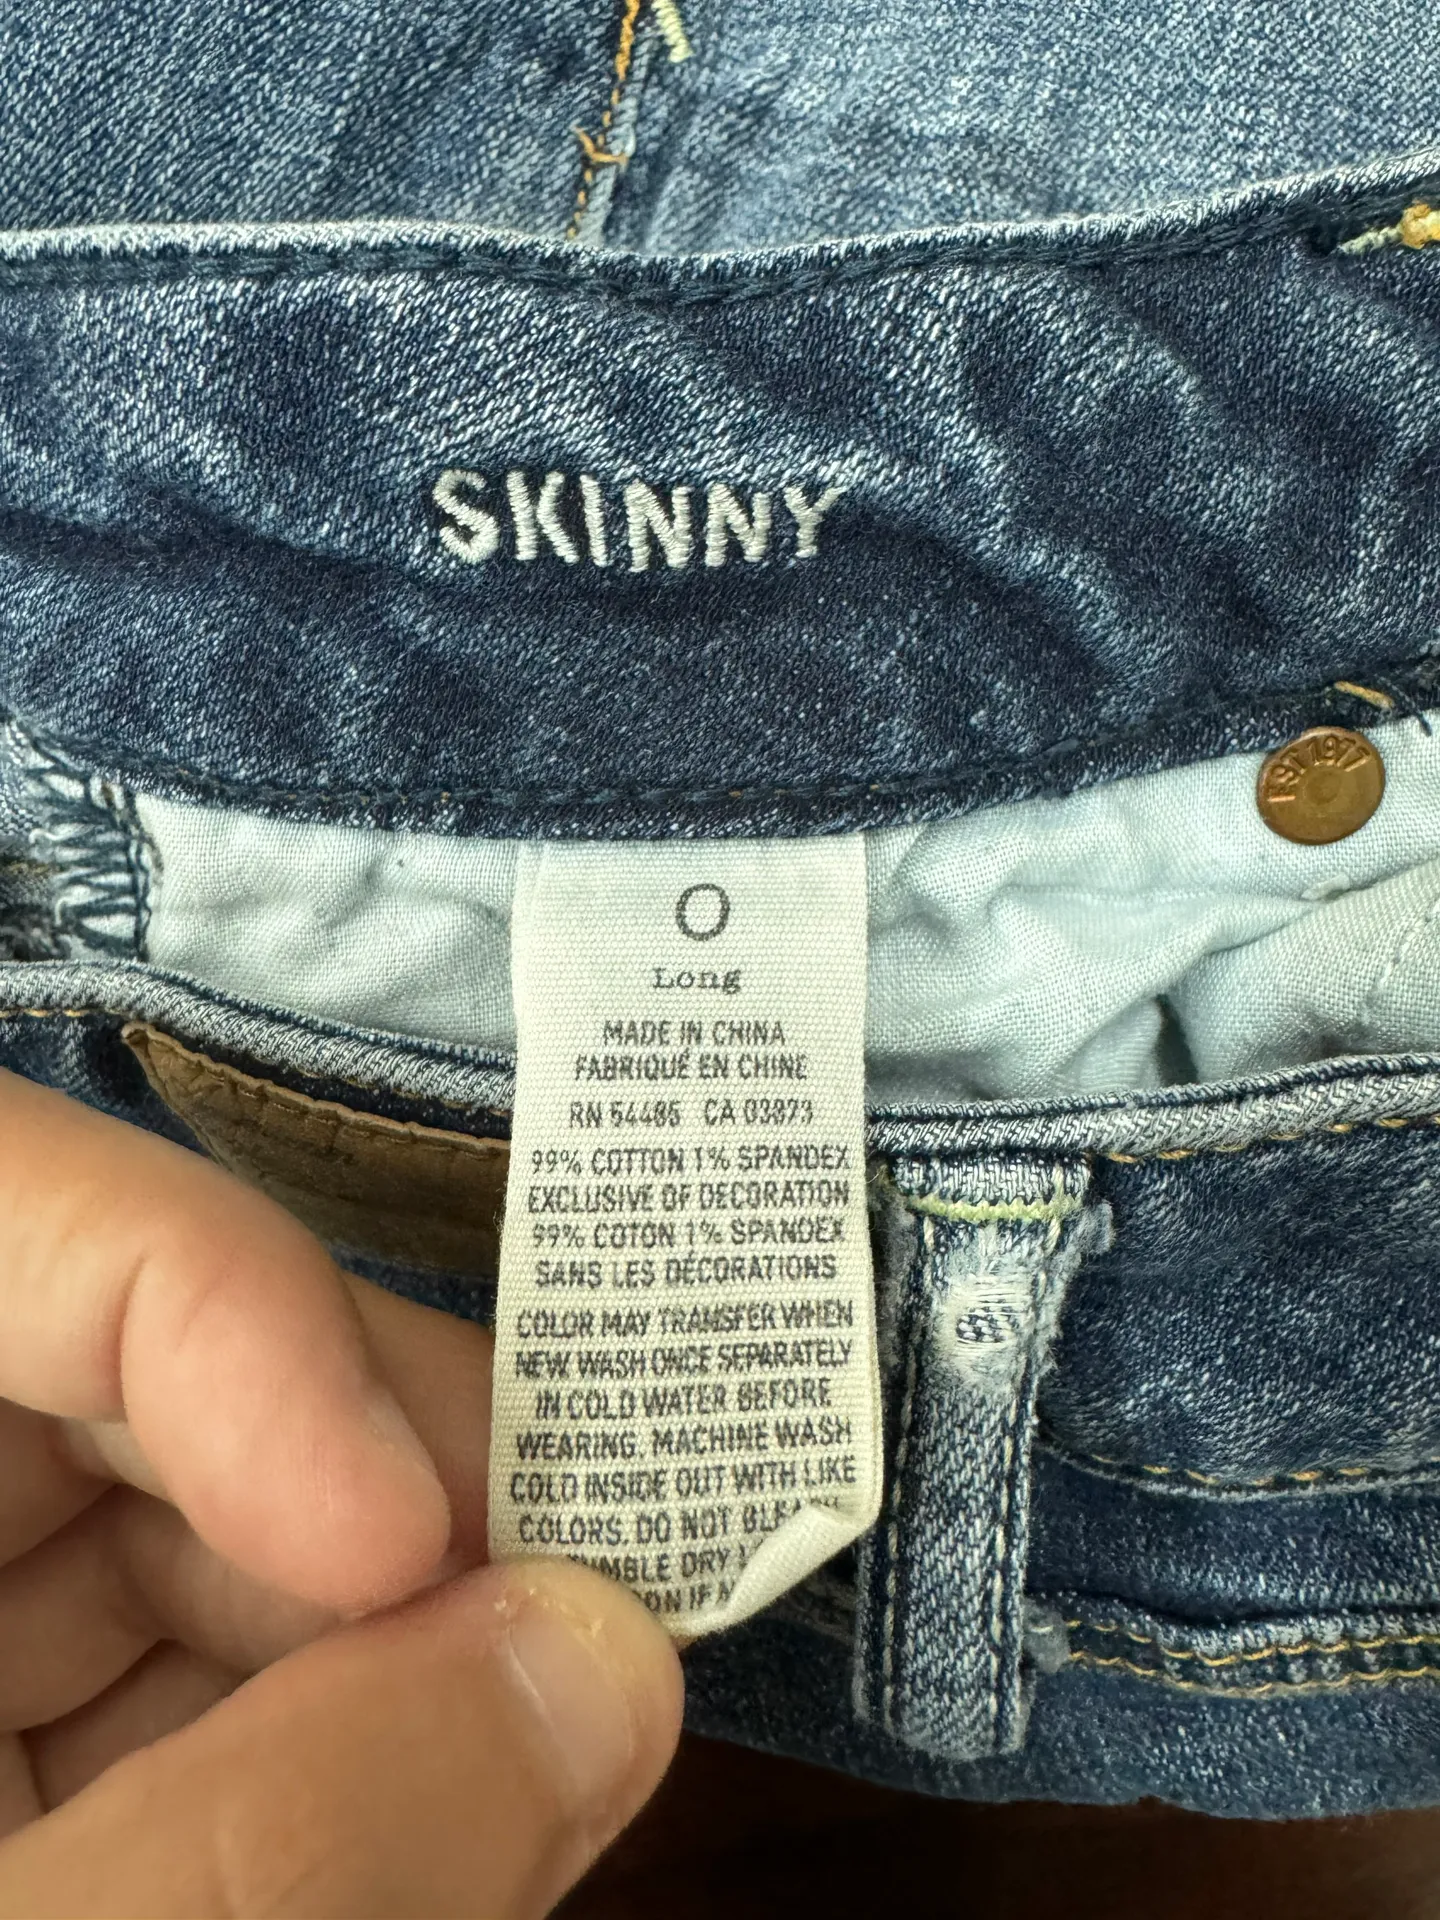 SKINNY
EST 1977
0
Long
MADE IN CHINA
FABRIQUÉ EN CHINE
RN 54485 CA 03873
99% COTTON 1% SPANDEX
EXCLUSIVE OF DECORATION
99% COTON 1% SPANDEX
SANS LES DÉCORATIONS
COLOR MAY TRANSFER WHEN
NEW WASH ONCE SEPARATELY
IN COLD WATER BEFORE
WEARING. MACHINE WASH
COLD INSIDE OUT WITH LIKE
COLORS. DO NOT
DRY
IF